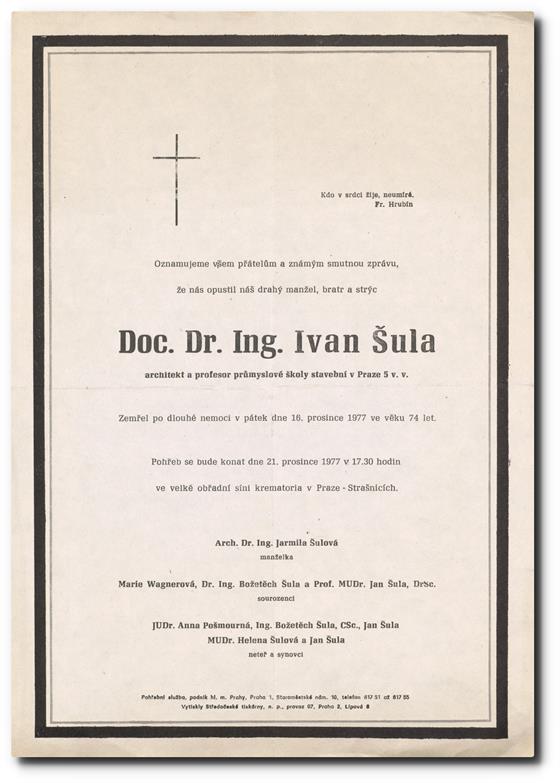 Kdo v srdci žije, neumírá.
Fr. Hrubín
Oznamujeme všem přátelům a známým smutnou zprávu,
že nás opustil náš drahý manžel, bratr a strýc
Doc. Dr. Ing. Ivan Šula
architekt a profesor průmyslové školy stavební v Praze 5 v. v.
Zemřel po dlouhé nemoci v pátek dne 16. prosince 1977 ve věku 74 let.
Pohřeb se bude konat dne 21. prosince 1977 v 17.30 hodin
ve velké obřadní síni krematoria v Praze - Strašnicích.
Arch. Dr. Ing. Jarmila Šulová
manželka
Marie Wagnerová, Dr. Ing. Božetěch Šula a Prof. MUDr. Jan Šula, DrSc.
sourozenci
JUDr. Anna Pošmourná, Ing. Božetěch Šula, CSc., Jan Šula
MUDr. Helena Šulová a Jan Šula
neteř a synovci
Pohřební služba, podnik hl. m. Prahy, Praha 1, Staroměstské nám. 10, telefon 617 51 až 617 55
Vytiskly Středočeské tiskárny, n. p., provoz 07, Praha 2, Lípová 6